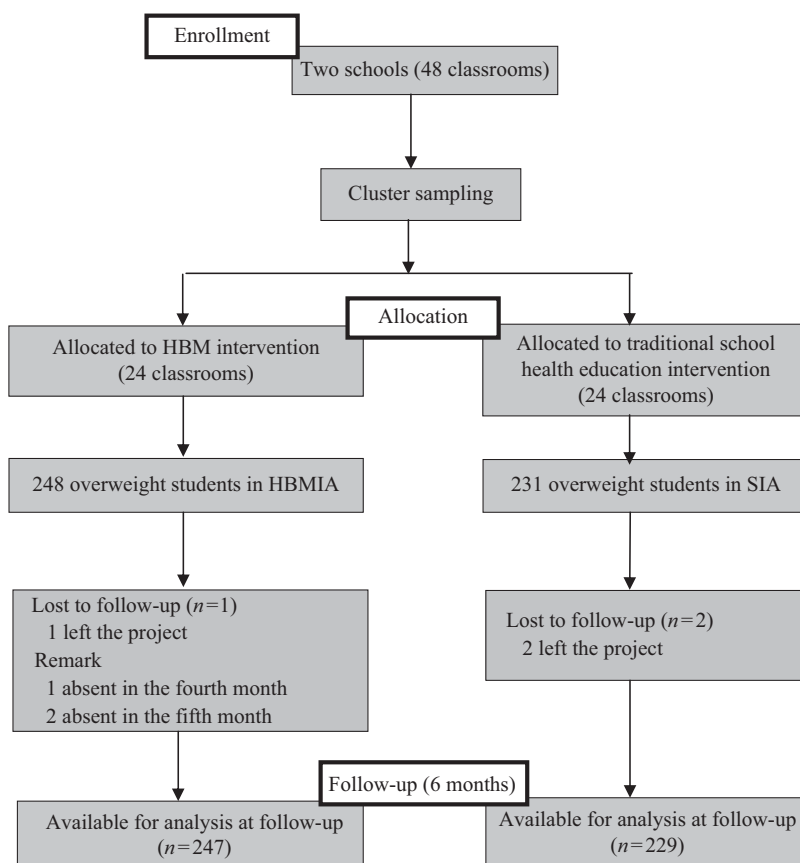 Enrollment
Two schools (48 classrooms)
Cluster sampling
Allocation
Allocated to HBM intervention
(24 classrooms)
Allocated to traditional school
health education intervention
(24 classrooms)
248 overweight students in HBMIA
231 overweight students in SIA
Lost to follow-up (n=1)
1 left the project
Remark
1 absent in the fourth month
2 absent in the fifth month
Lost to follow-up (n=2)
2 left the project
Follow-up (6 months)
Available for analysis at follow-up
(n=247)
Available for analysis at follow-up
(n=229)